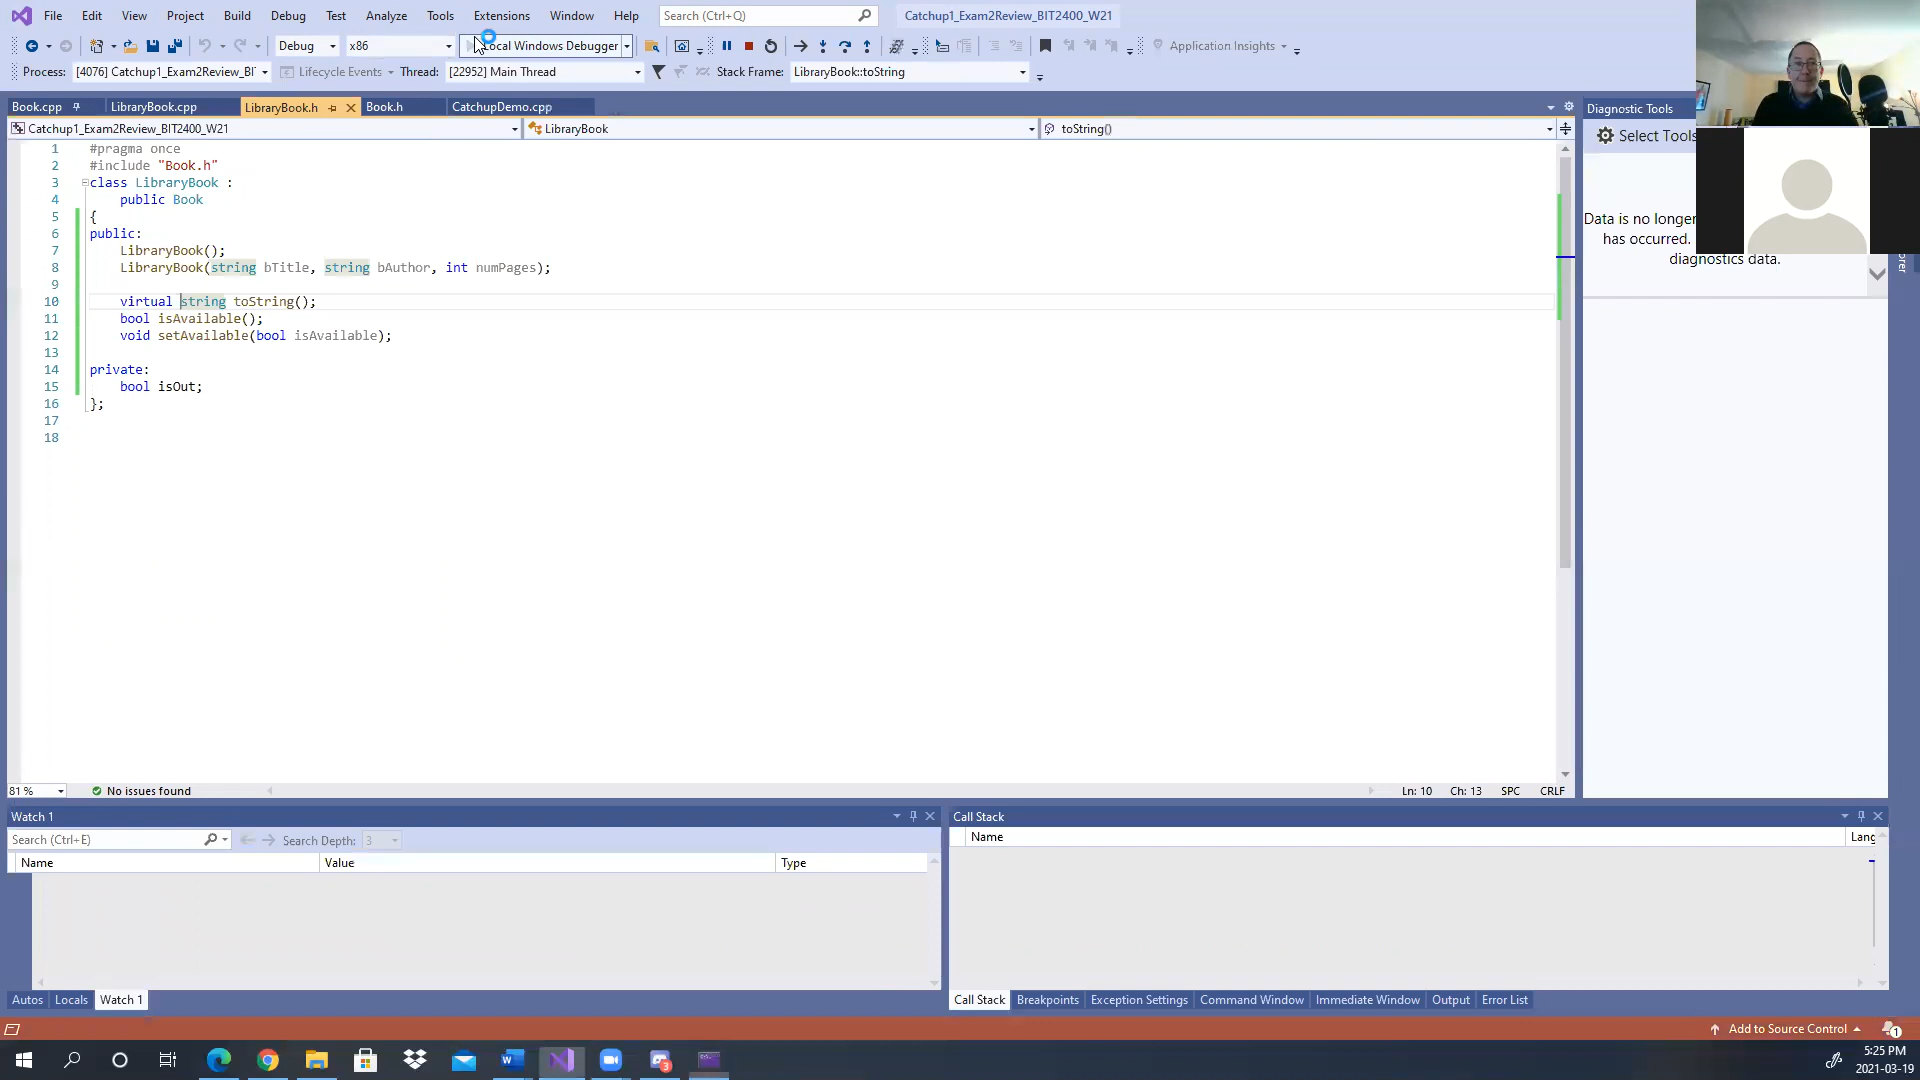 File Edit View Project Build Debug Test Analyze Tools Extensions Window Help Search (Ctrl+Q) Catchup1_Exam2Review_BIT2400_W21
Debug x86 Local Windows Debugger Application Insights
Process: [4076] Catchup1_Exam2Review_BI Lifecycle Events Thread: [22952] Main Thread Stack Frame: LibraryBook::toString
Book.cpp LibraryBook.cpp LibraryBook.h Book.h CatchupDemo.cpp Diagnostic Tools
Catchup1_Exam2Review_BIT2400_W21 LibraryBook toString()
Select Tools
1 #pragma once
2 #include "Book.h"
3 class LibraryBook :
4 public Book
5 {
6 public:
7 LibraryBook();
8 LibraryBook(string bTitle, string bAuthor, int numPages);
9
10 virtual string toString();
11 bool isAvailable();
12 void setAvailable(bool isAvailable);
13
14 private:
15 bool isOut;
16 };
17
18
Data is no longer
has occurred.
diagnostics data.
81 % No issues found Ln: 10 Ch: 13 SPC CRLF
Watch 1 Call Stack
Search (Ctrl+E) Search Depth: 3 Name Lang
Name Value Type
Autos Locals Watch 1 Call Stack Breakpoints Exception Settings Command Window Immediate Window Output Error List
Add to Source Control 1
3
5:25 PM
2021-03-19